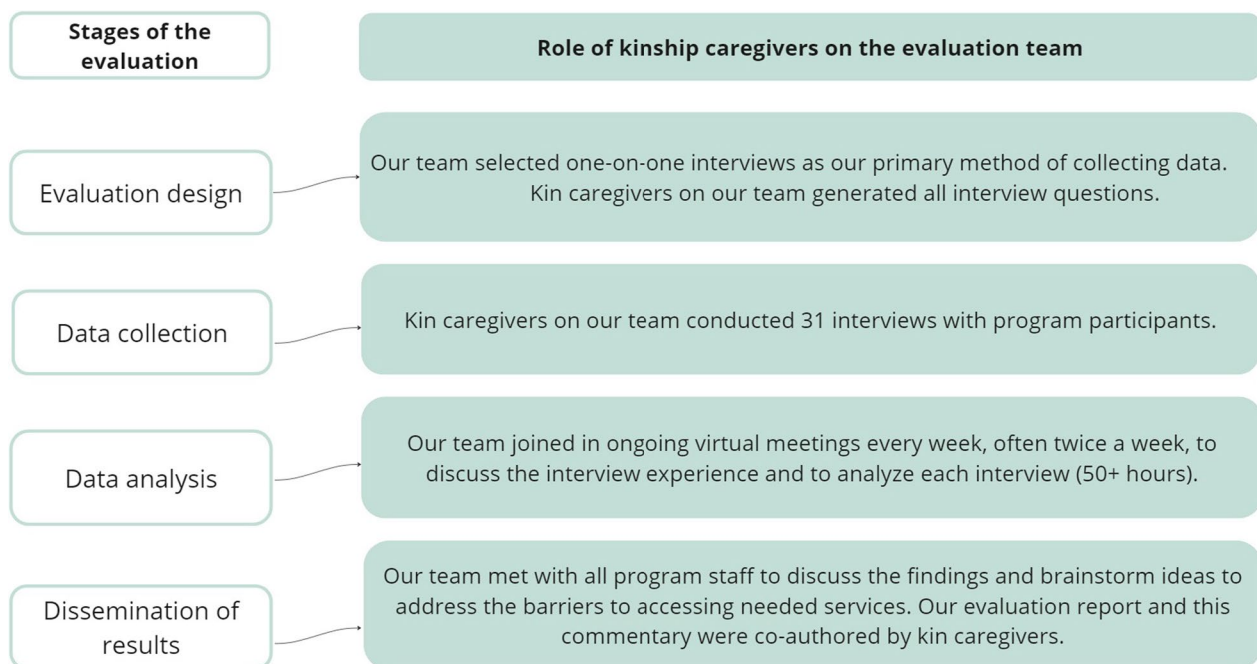 Stages of the
evaluation
Role of kinship caregivers on the evaluation team
Evaluation design
Our team selected one-on-one interviews as our primary method of collecting data.
Kin caregivers on our team generated all interview questions.
Data collection
Kin caregivers on our team conducted 31 interviews with program participants.
Data analysis
Our team joined in ongoing virtual meetings every week, often twice a week, to
discuss the interview experience and to analyze each interview (50+ hours).
Dissemination of
results
Our team met with all program staff to discuss the findings and brainstorm ideas to
address the barriers to accessing needed services. Our evaluation report and this
commentary were co-authored by kin caregivers.